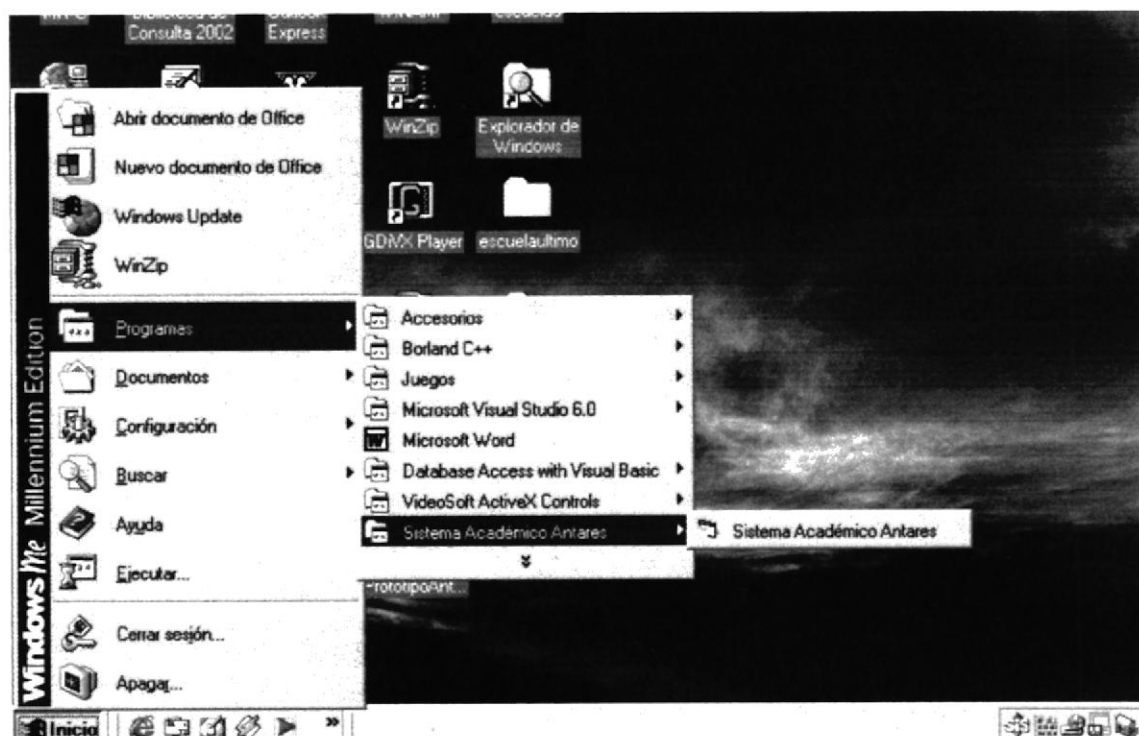 Consulta 2002
Express
WinZip
Explorador de
Windows
GDiVX Player
escuelaultimo
Abrir documento de Office
Nuevo documento de Office
Windows Update
WinZip
Programas
Documentos
Configuración
Buscar
Ayuda
Ejecutar...
Cerrar sesión...
Apagar...
Windows Me Millennium Edition
Accesorios
Borland C++
Juegos
Microsoft Visual Studio 6.0
Microsoft Word
Database Access with Visual Basic
VideoSoft ActiveX Controls
Sistema Académico Antares
Sistema Académico Antares
PrototipoAnt...
Inicio